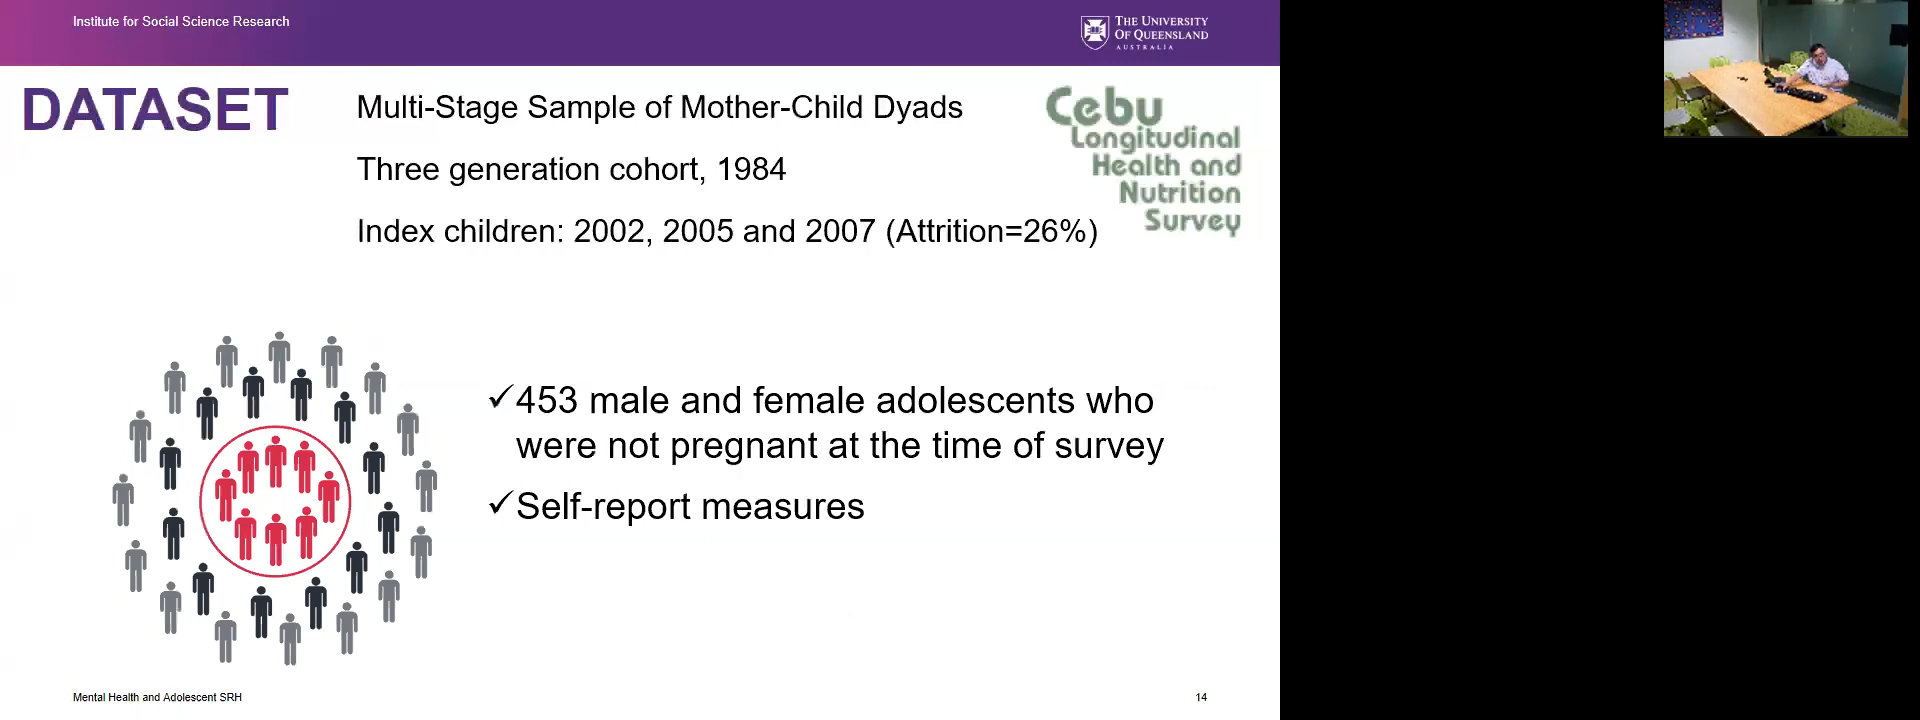 Institute for Social Science Research
THE UNIVERSITY
OF QUEENSLAND
AUSTRALIA
DATASET
Multi-Stage Sample of Mother-Child Dyads
Three generation cohort, 1984
Index children: 2002, 2005 and 2007 (Attrition=26%)
Cebu
Longitudinal
Health and
Nutrition
Survey
✓453 male and female adolescents who
were not pregnant at the time of survey
✓Self-report measures
Mental Health and Adolescent SRH
14